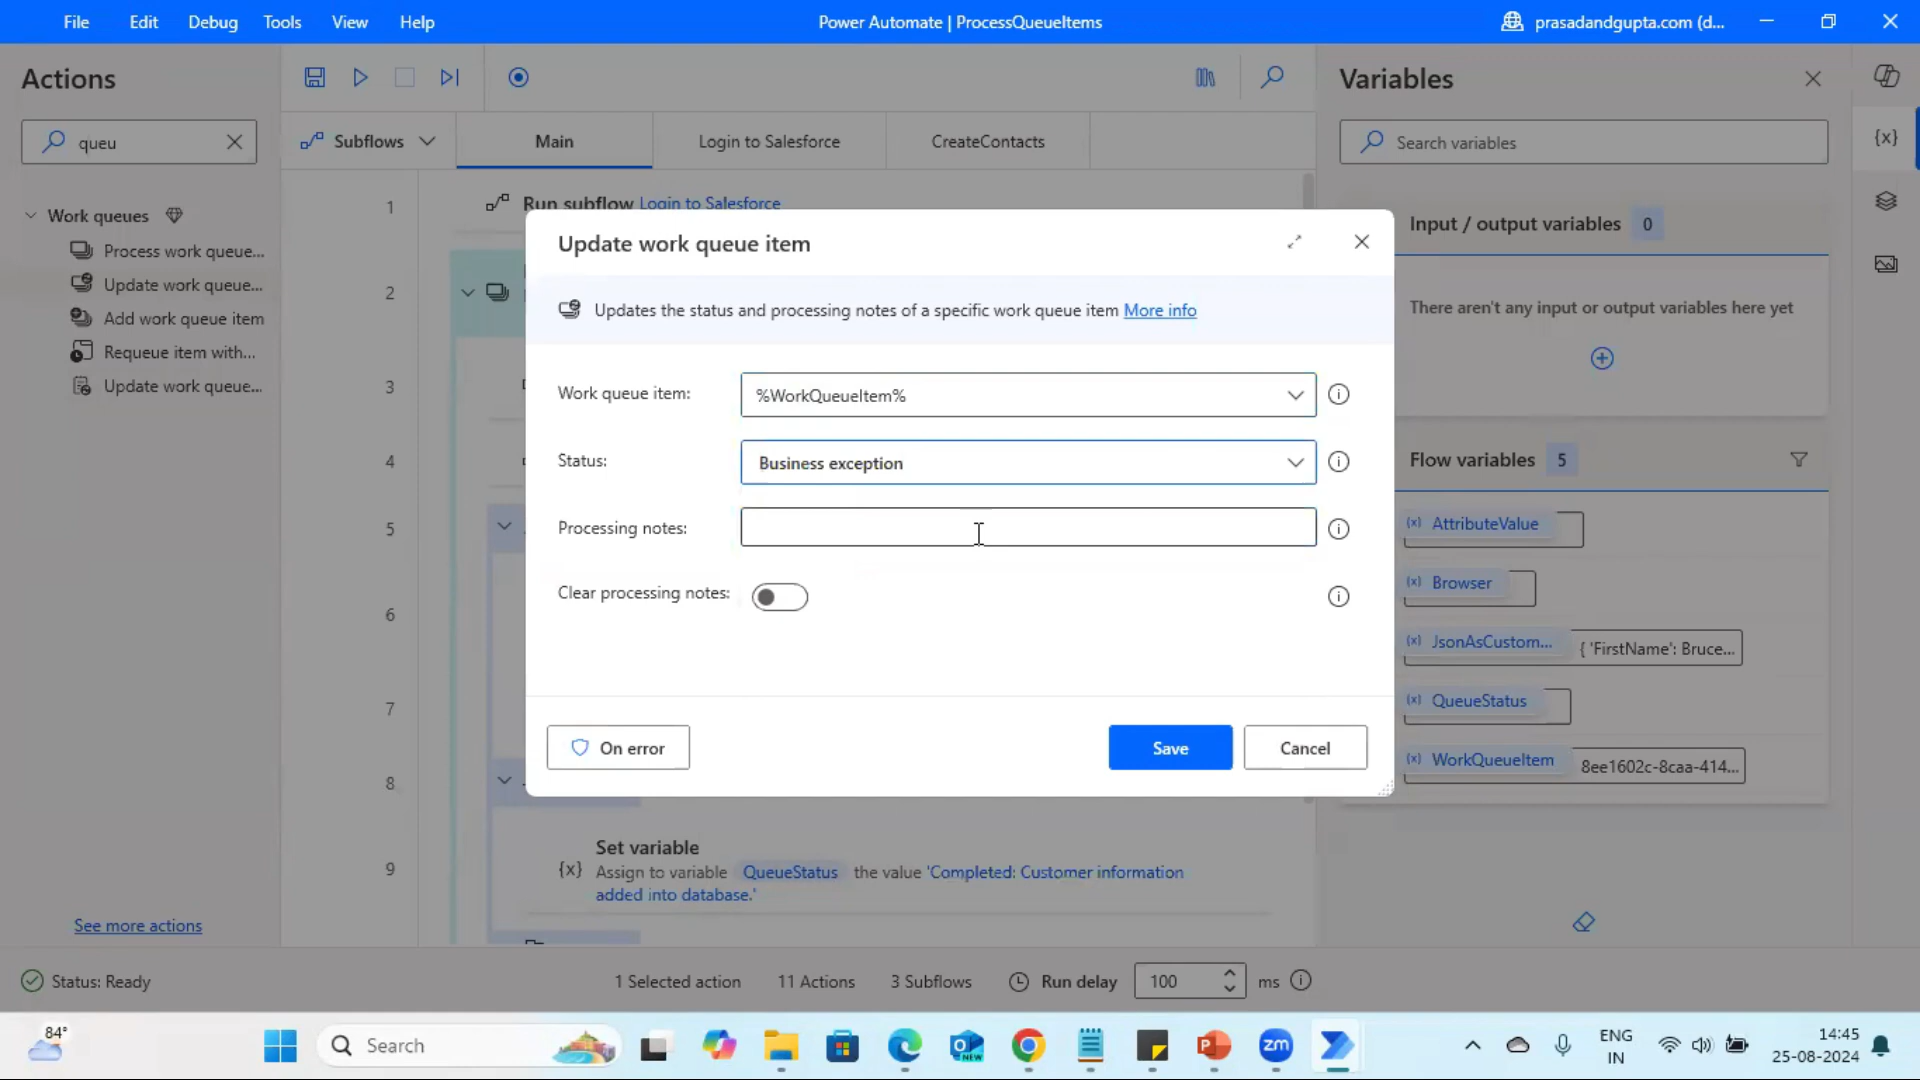 File Edit Debug Tools View Help
Power Automate | ProcessQueueItems
prasadandgupta.com (d...
Actions
queu
Work queues
Process work queue...
Update work queue...
Add work queue item
Requeue item with...
Update work queue...
See more actions
Subflows
Main
Login to Salesforce
CreateContacts
1
2
3
4
5
6
7
8
9
Run subflow Login to Salesforce
Update work queue item
Updates the status and processing notes of a specific work queue item More info
Work queue item:
%WorkQueueItem%
Status:
Business exception
Processing notes:
Clear processing notes:
On error
Save
Cancel
Set variable
{x}
Assign to variable QueueStatus the value 'Completed: Customer information
added into database.'
Variables
{x}
Search variables
Input / output variables 0
There aren't any input or output variables here yet
Flow variables 5
(x) AttributeValue
(x) Browser
(x) JsonAsCustom... { 'FirstName': Bruce...
(x) QueueStatus
(x) WorkQueueItem 8ee1602c-8caa-414...
Status: Ready
1 Selected action
11 Actions
3 Subflows
Run delay
100
ms
84°
Search
NEW
zm
ENG
IN
14:45
25-08-2024